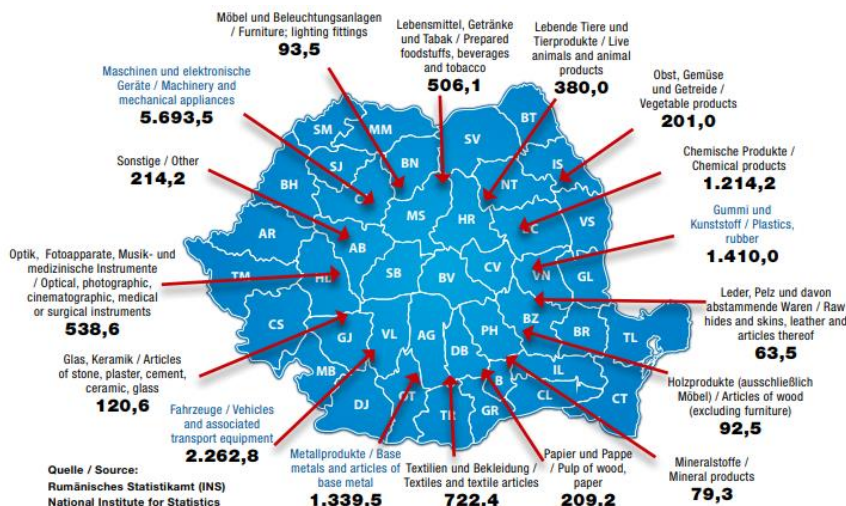 Möbel und Beleuchtungsanlagen
/ Furniture; lighting fittings
93,5
Lebensmittel, Getränke
und Tabak / Prepared
foodstuffs, beverages
and tobacco
506,1
Lebende Tiere und
Tierprodukte / Live
animals and animal
products
380,0
Maschinen und elektronische
Geräte / Machinery and
mechanical appliances
5.693,5
Obst, Gemüse
und Getreide /
Vegetable products
201,0
Sonstige / Other
214,2
Chemische Produkte /
Chemical products
1.214,2
Gummi und
Kunststoff / Plastics,
rubber
1.410,0
Optik, Fotoapparate, Musik- und
medizinische Instrumente
/ Optical, photographic,
cinematographic, medical
or surgical instruments
538,6
Leder, Pelz und davon
abstammende Waren / Raw
hides and skins, leather and
articles thereof
63,5
Glas, Keramik / Articles
of stone, plaster, cement,
ceramic, glass
120,6
Holzprodukte (ausschließlich
Möbel) / Articles of wood
(excluding furniture)
92,5
Fahrzeuge / Vehicles and
associated transport
equipment
2.262,8
Metallprodukte / Base
metals and articles of
base metal
1.339,5
Textilien und Bekleidung /
Textiles and textile articles
722,4
Papier und Pappe
/ Pulp of wood,
paper
209,2
Mineralstoffe /
Mineral products
79,3
SM
MM
SV
BT
SJ
BN
NT
IS
BH
MS
HR
VS
AR
AB
SB
BV
CV
VN
GL
TM
CS
GJ
VL
AG
PH
BZ
BR
TL
MB
DB
IL
DJ
OT
TR
GR
B
CL
CT
Quelle / Source:
Rumänisches Statistikamt (INS)
National Institute for Statistics